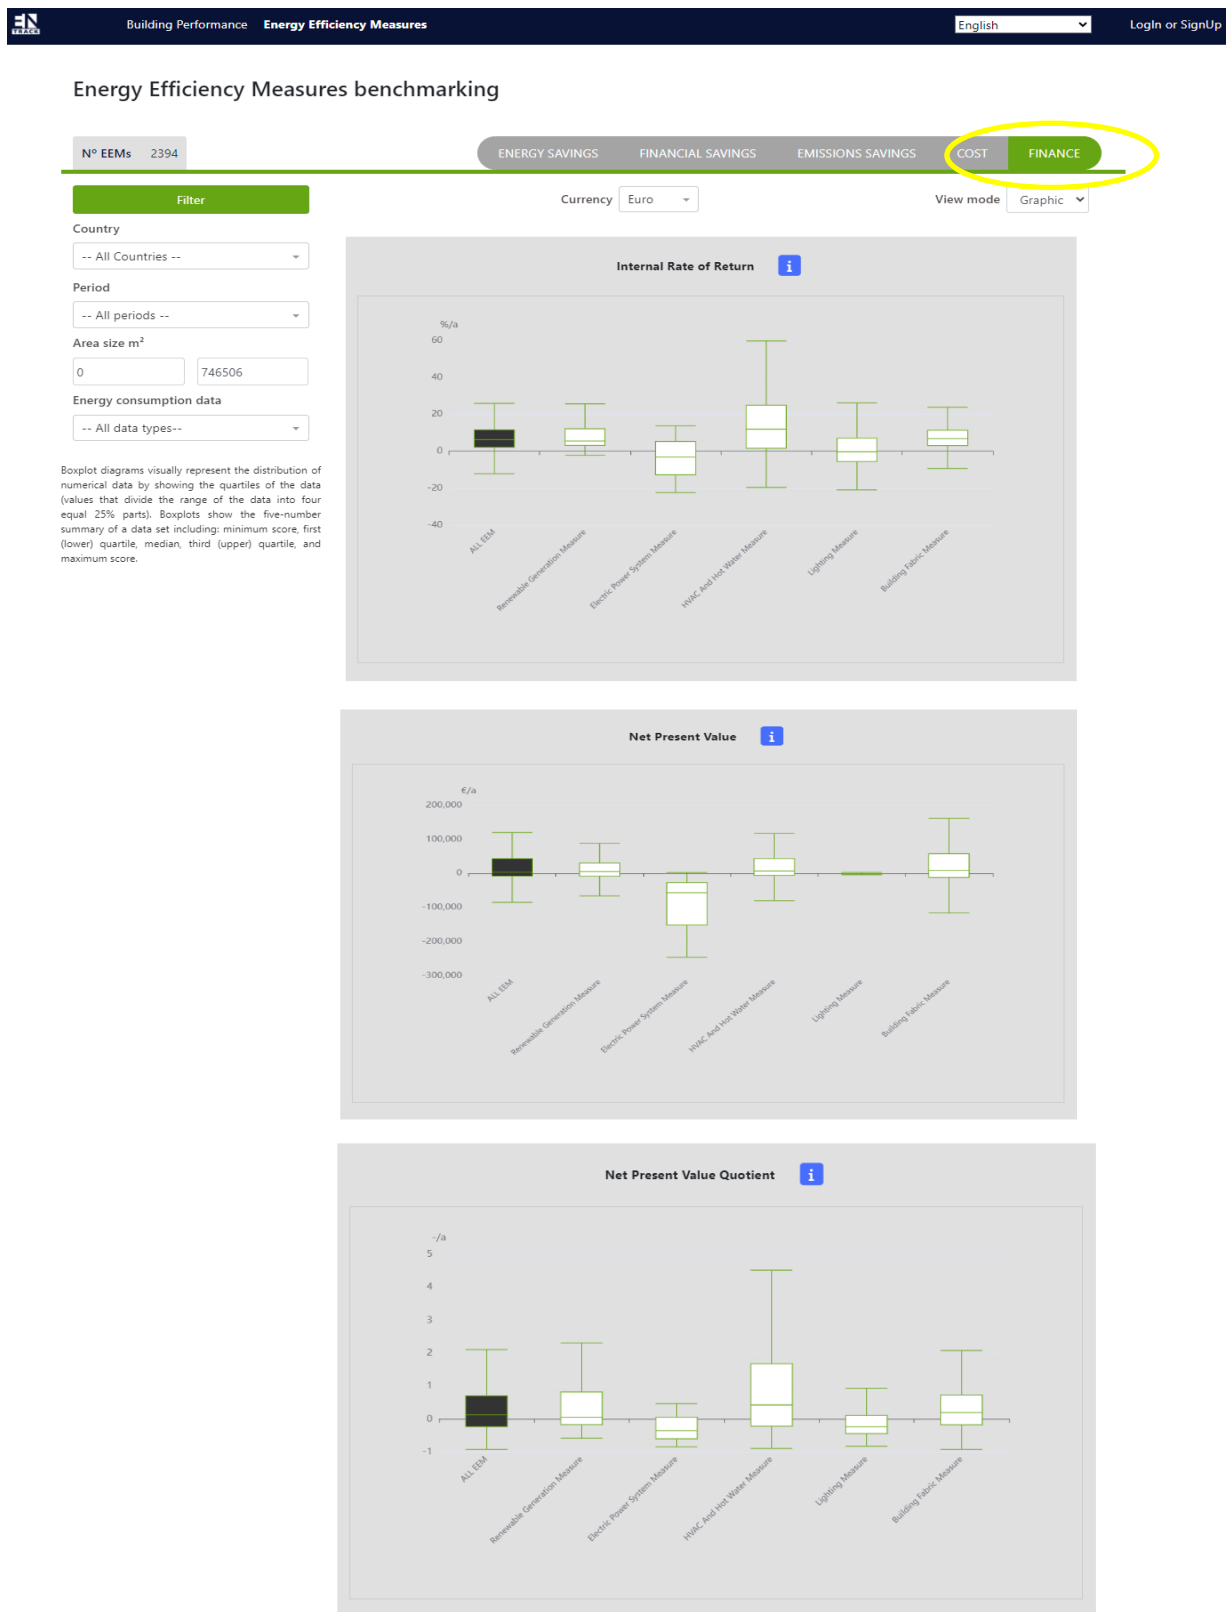 EN
TRACK
Building Performance Energy Efficiency Measures English LogIn or SignUp
Energy Efficiency Measures benchmarking
Nº EEMs 2394
ENERGY SAVINGS FINANCIAL SAVINGS EMISSIONS SAVINGS COST FINANCE
Filter
Currency Euro
View mode Graphic
Country
-- All Countries --
Period
-- All periods --
Area size m²
0 746506
Energy consumption data
-- All data types--
Boxplot diagrams visually represent the distribution of
numerical data by showing the quartiles of the data
(values that divide the range of the data into four
equal 25% parts). Boxplots show the five-number
summary of a data set including: minimum score, first
(lower) quartile, median, third (upper) quartile, and
maximum score.
Internal Rate of Return i
%/a
60
40
20
0
-20
-40
ALL EEM
Renewable Generation Measure
Electric Power System Measure
HVAC And Hot Water Measure
Lighting Measure
Building Fabric Measure
Net Present Value i
€/a
200,000
100,000
0
-100,000
-200,000
-300,000
ALL EEM
Renewable Generation Measure
Electric Power System Measure
HVAC And Hot Water Measure
Lighting Measure
Building Fabric Measure
Net Present Value Quotient i
-/a
5
4
3
2
1
0
-1
ALL EEM
Renewable Generation Measure
Electric Power System Measure
HVAC And Hot Water Measure
Lighting Measure
Building Fabric Measure